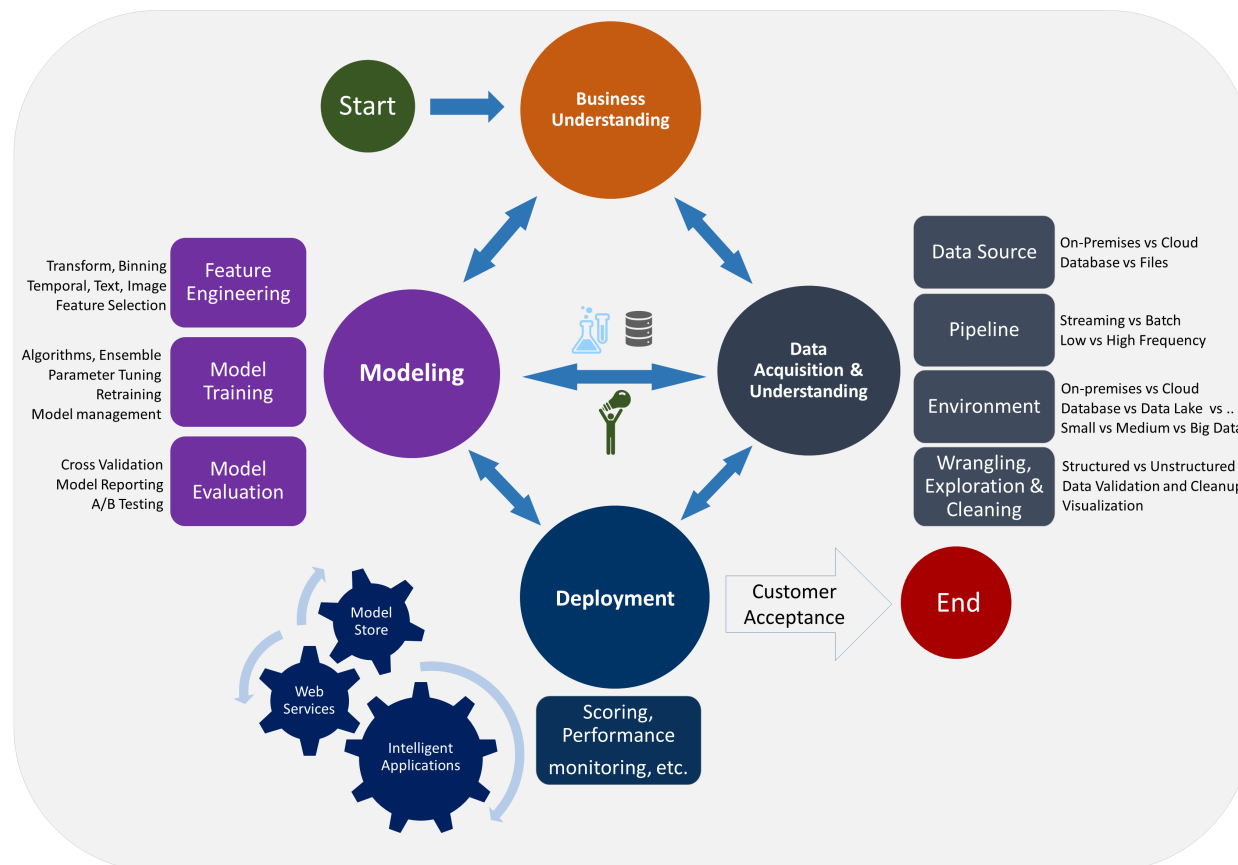 Start
Business
Understanding
Transform, Binning
Temporal, Text, Image
Feature Selection
Feature
Engineering
Algorithms, Ensemble
Parameter Tuning
Retraining
Model management
Model
Training
Cross Validation
Model Reporting
A/B Testing
Model
Evaluation
Modeling
Data
Acquisition &
Understanding
Data Source
On-Premises vs Cloud
Database vs Files
Pipeline
Streaming vs Batch
Low vs High Frequency
Environment
On-premises vs Cloud
Database vs Data Lake vs ..
Small vs Medium vs Big Data
Wrangling,
Exploration &
Cleaning
Structured vs Unstructured
Data Validation and Cleanup
Visualization
Deployment
Customer
Acceptance
End
Model
Store
Web
Services
Intelligent
Applications
Scoring,
Performance
monitoring, etc.